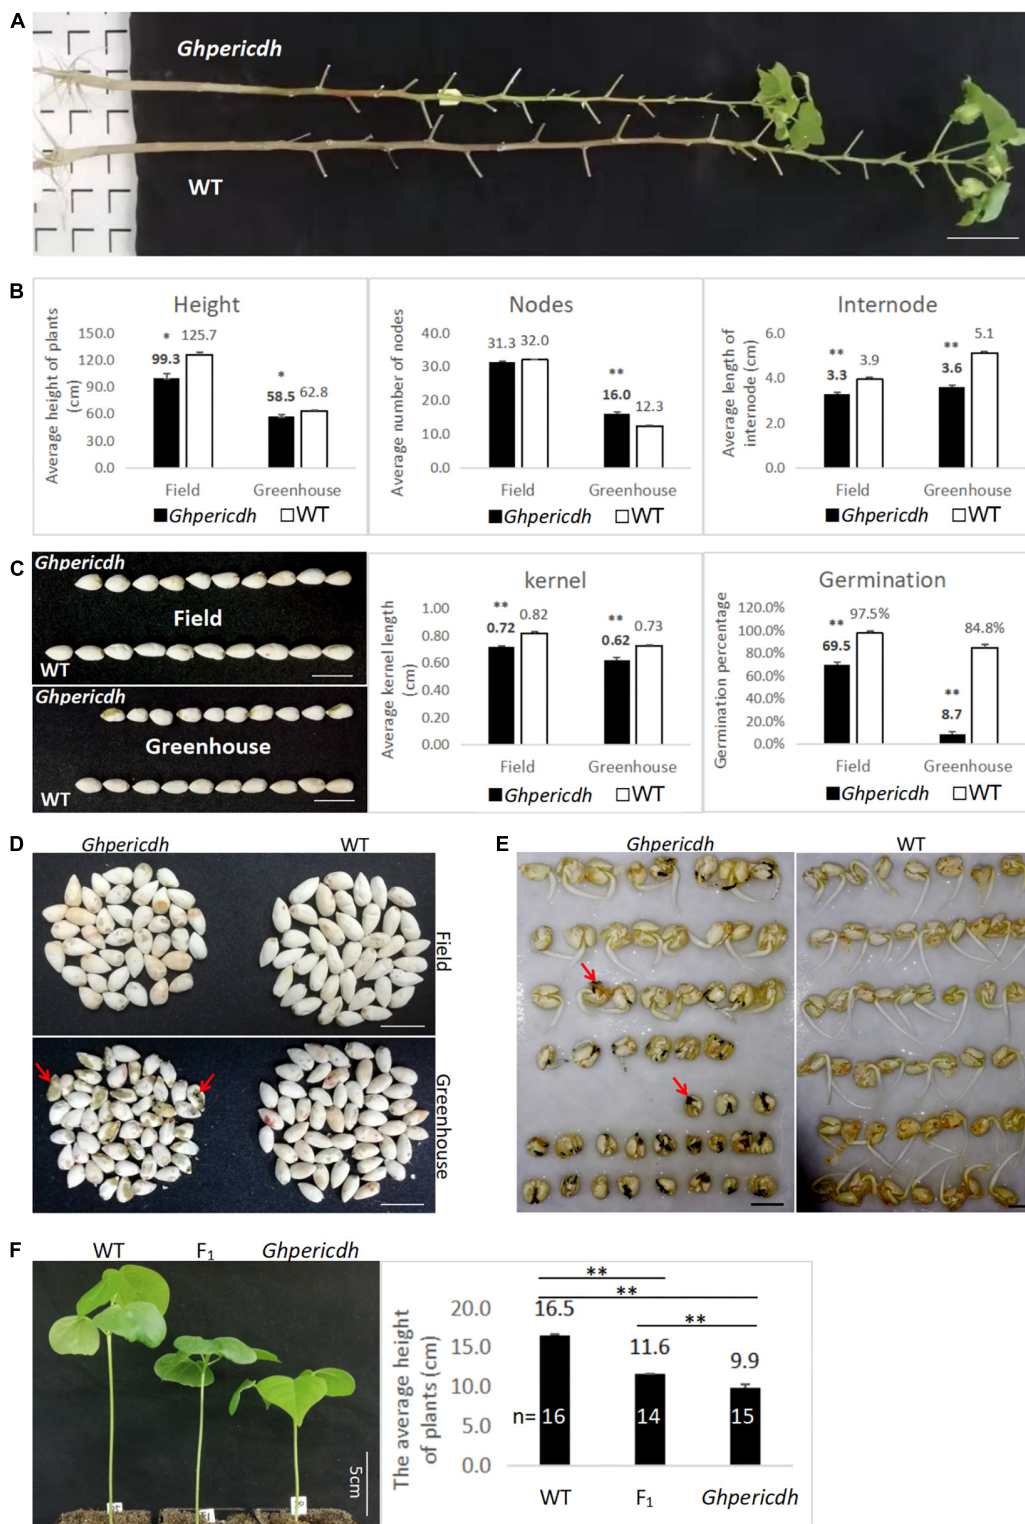 A
Ghpericdh
WT
B
Height
Average height of plants (cm)
150.0
120.0
90.0
60.0
30.0
0.0
*
99.3
125.7
*
58.5
62.8
Field
Greenhouse
Ghpericdh
WT
Nodes
Average number of nodes
40.0
30.0
20.0
10.0
0.0
31.3
32.0
**
16.0
12.3
Field
Greenhouse
Ghpericdh
WT
Internode
Average length of internode (cm)
6.0
4.0
2.0
0.0
**
3.3
3.9
**
3.6
5.1
Field
Greenhouse
Ghpericdh
WT
C
Ghpericdh
Field
WT
Ghpericdh
Greenhouse
WT
kernel
Average kernel length (cm)
1.00
0.80
0.60
0.40
0.20
0.00
**
0.72
0.82
**
0.62
0.73
Field
Greenhouse
Ghpericdh
WT
Germination
Germination percentage
120.0%
100.0%
80.0%
60.0%
40.0%
20.0%
0.0%
**
69.5
97.5%
**
8.7
84.8%
Field
Greenhouse
Ghpericdh
WT
D
Ghpericdh
WT
Field
Greenhouse
E
Ghpericdh
WT
F
WT
F1
Ghpericdh
5cm
The average height of plants (cm)
20.0
15.0
10.0
5.0
0.0
**
**
**
16.5
11.6
9.9
n= 16
14
15
WT
F1
Ghpericdh